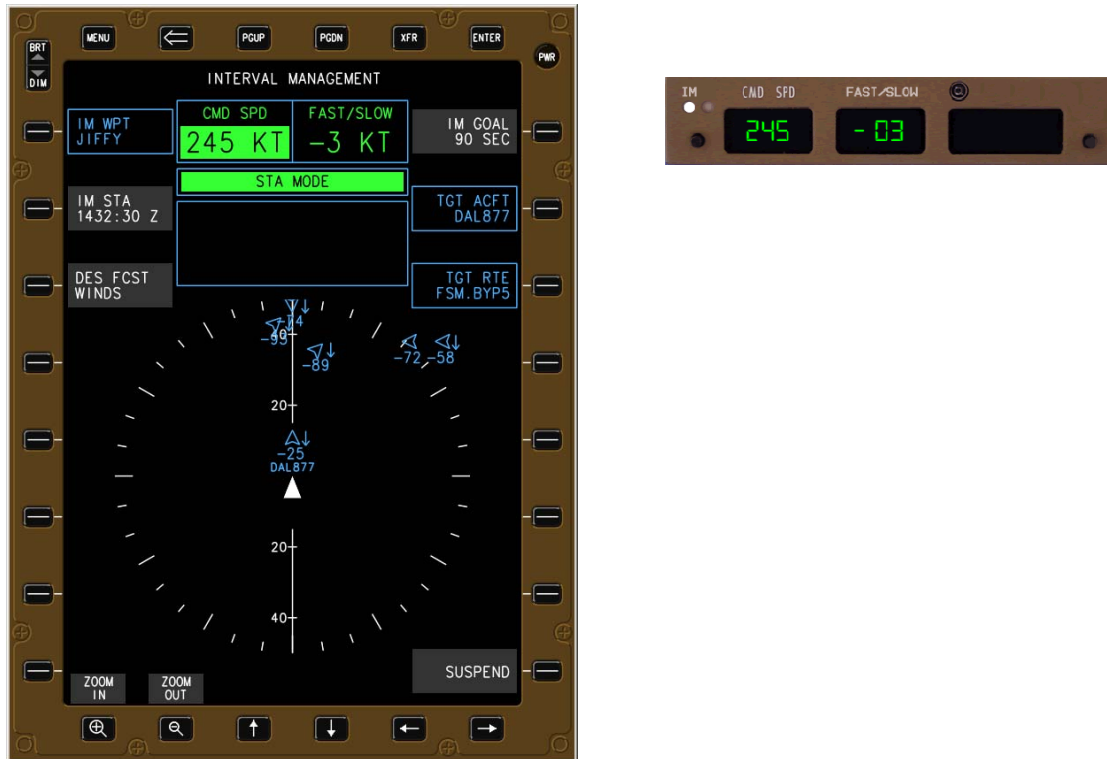 MENU
PGUP
PGDN
XFR
ENTER
BRT
DIM
PWR
INTERVAL MANAGEMENT
IM WPT
JIFFY
CMD SPD
245 KT
FAST/SLOW
-3 KT
IM GOAL
90 SEC
STA MODE
IM STA
1432:30 Z
TGT ACFT
DAL877
DES FCST
WINDS
TGT RTE
FSM.BYP5
40
-89
-72
-58
20
-25
DAL877
20
40
SUSPEND
ZOOM
IN
ZOOM
OUT
IM
CMD SPD
FAST/SLOW
245
-03